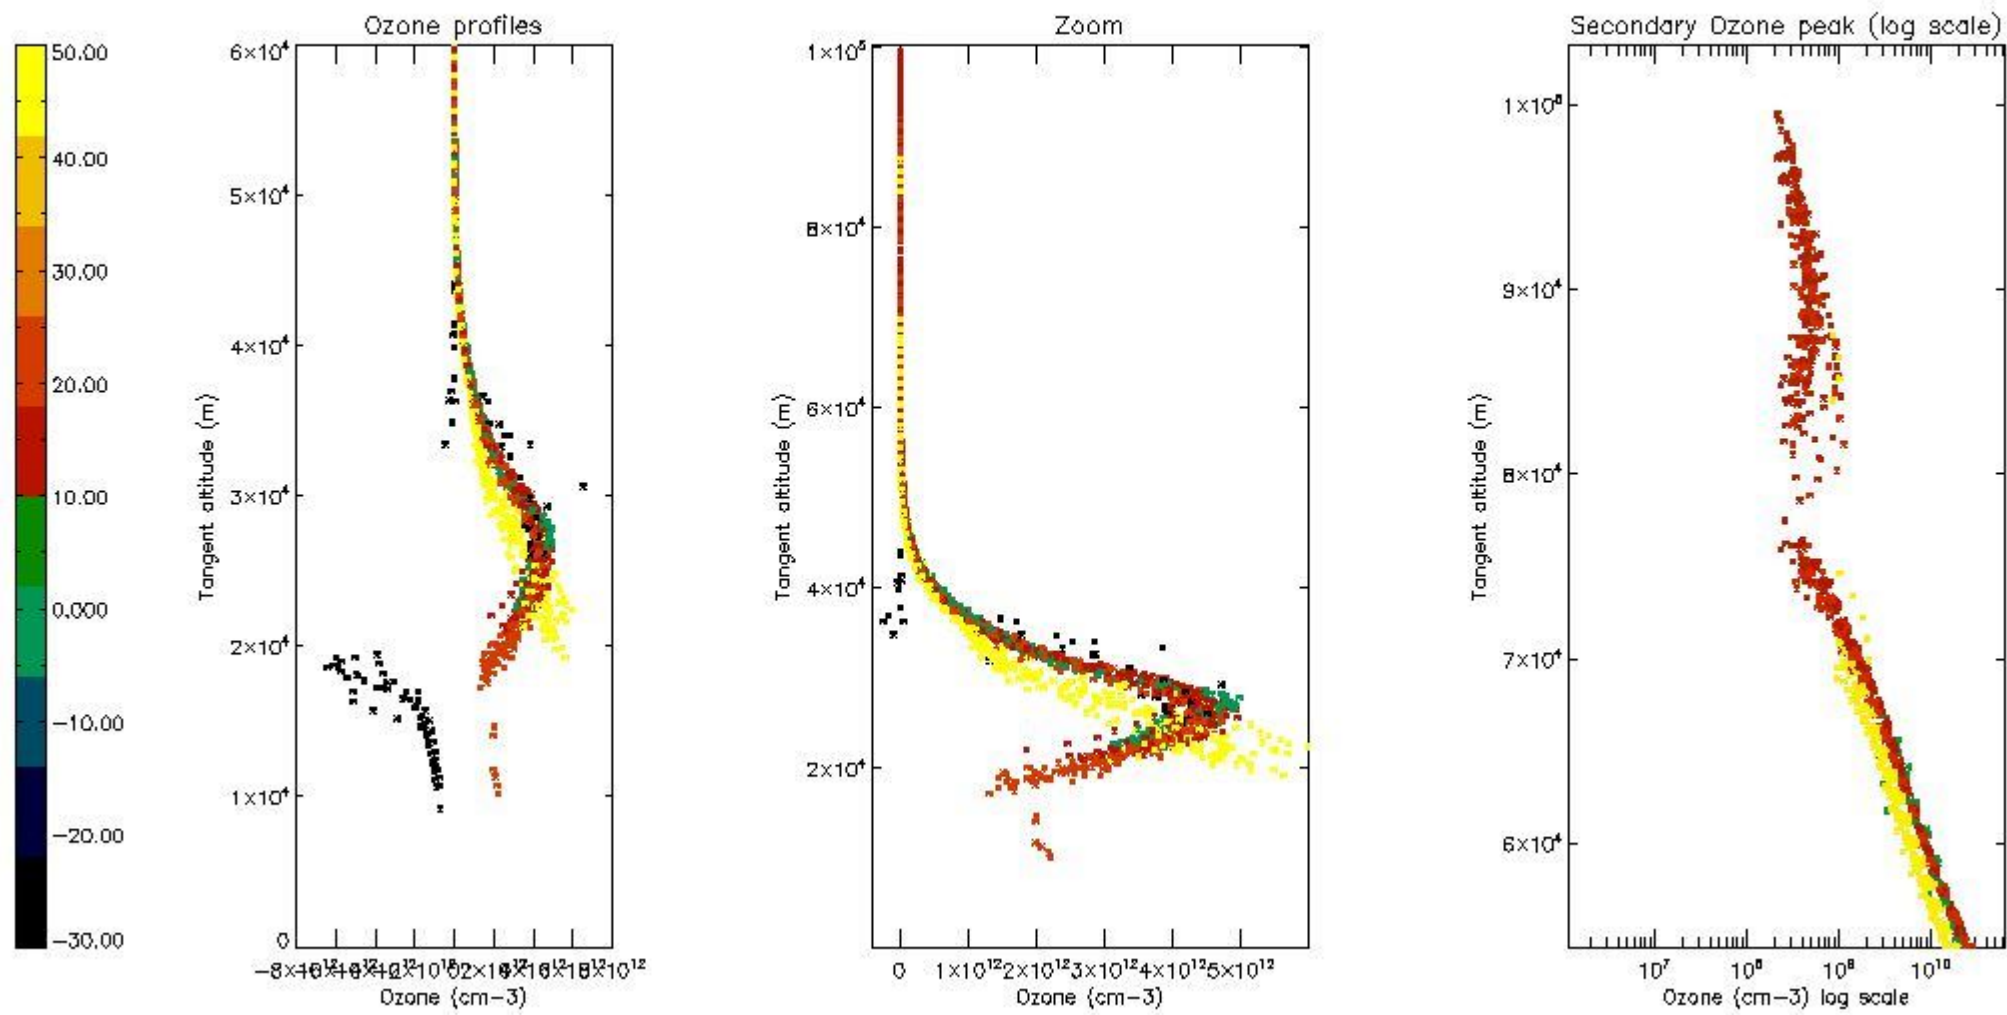 Ozone profiles
Zoom
Secondary Ozone peak (log scale)
50.00
40.00
30.00
20.00
10.00
0.000
−10.00
−20.00
−30.00
6×10⁴
5×10⁴
4×10⁴
3×10⁴
2×10⁴
1×10⁴
0
Tangent altitude (m)
Ozone (cm−3)
1×10⁵
8×10⁴
6×10⁴
4×10⁴
2×10⁴
Tangent altitude (m)
0 1×10¹² 2×10¹² 3×10¹² 4×10¹² 5×10¹²
Ozone (cm−3)
9×10⁴
8×10⁴
7×10⁴
6×10⁴
Tangent altitude (m)
10⁷ 10⁸ 10⁹ 10¹⁰
Ozone (cm−3) log scale